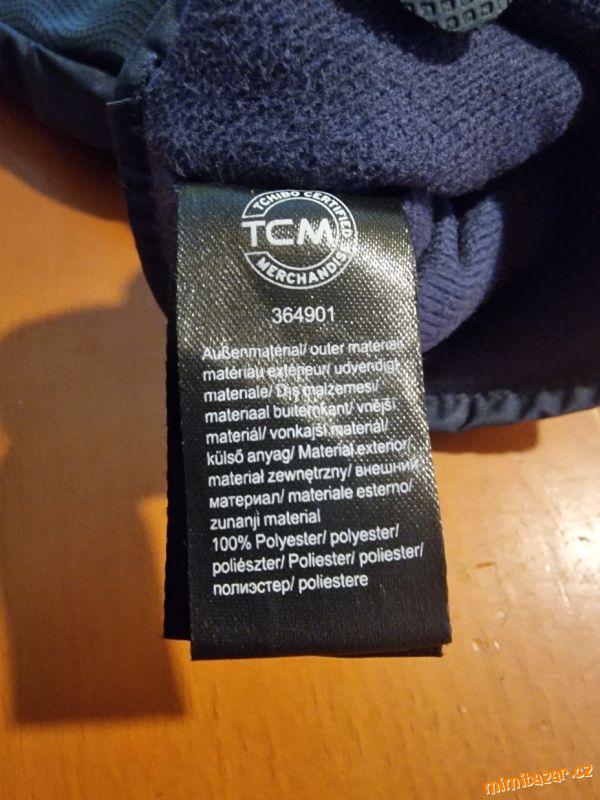 TCHIBO CERTIFIED
TCM
MERCHANDIS
364901
Außenmaterial/ outer material/
matériau extérieur/ udvendigt
materiale/ Dış malzemesi/
materiaal buitenkant/ vnější
materiál/ vonkajší materiál/
külső anyag/ Material exterior/
materiał zewnętrzny/ внешний
материал/ materiale esterno/
zunanji material
100% Polyester/ polyester/
poliészter/ Poliester/ poliester/
полиэстер/ poliestere
mimibazar.cz